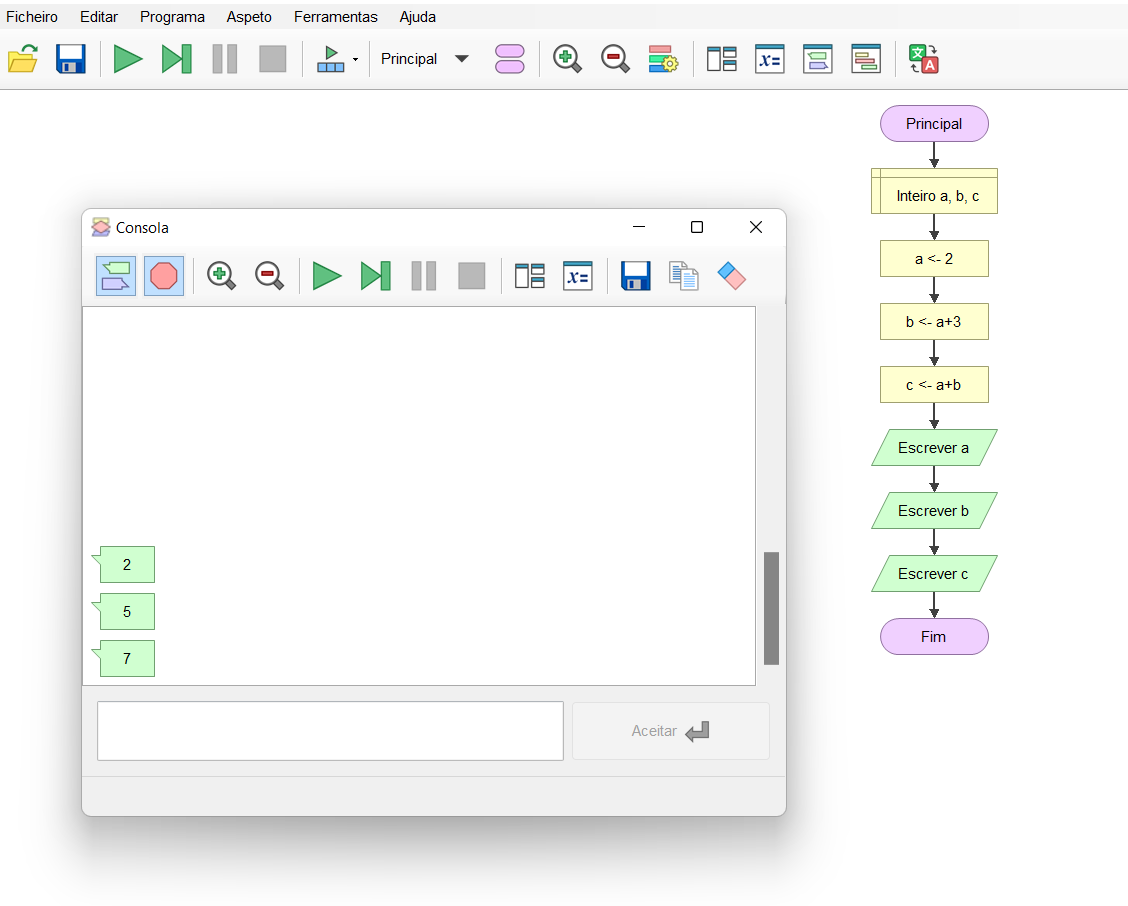 Ficheiro Editar Programa Aspeto Ferramentas Ajuda
Principal
x=
文
A
Principal
Inteiro a, b, c
a <- 2
b <- a+3
c <- a+b
Escrever a
Escrever b
Escrever c
Fim
Consola
x=
2
5
7
Aceitar